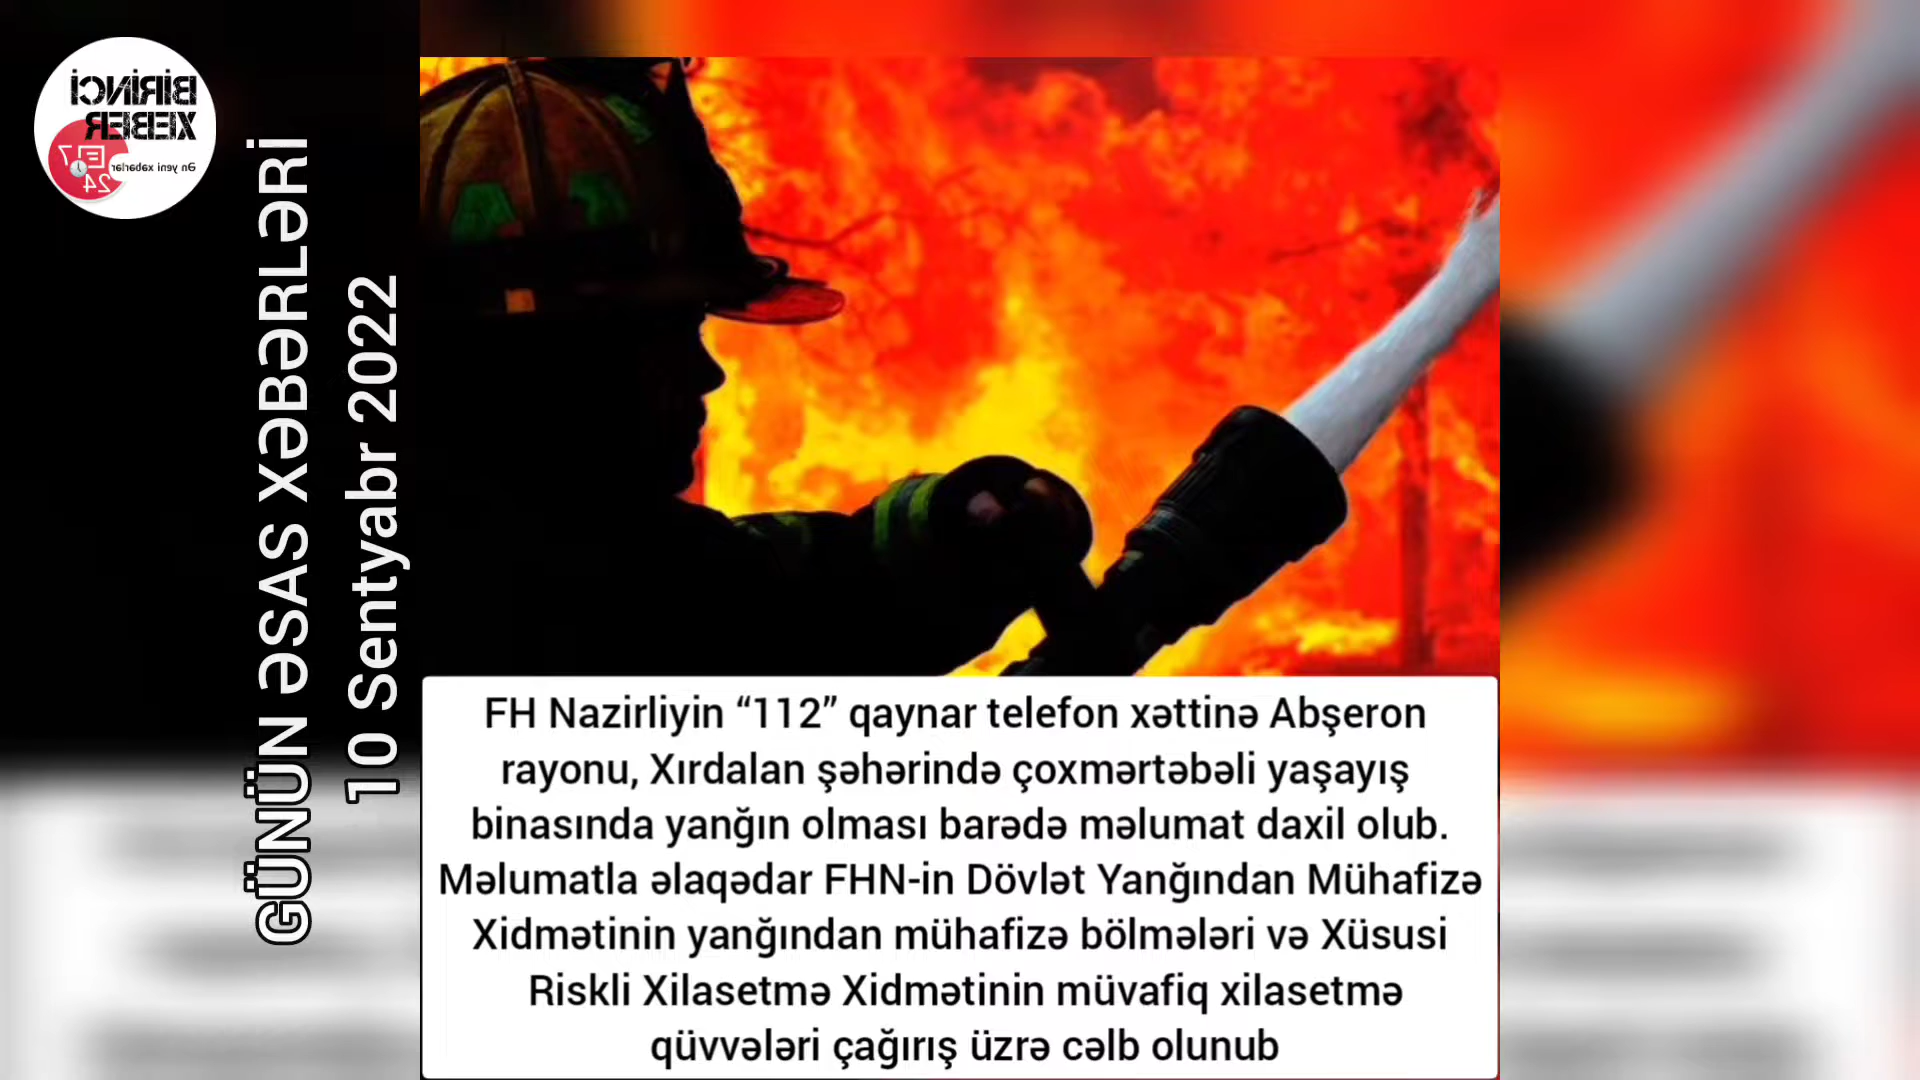 BİRİNCİ
XEBER
7
24
Ən yeni xəbərlər
GÜNÜN ƏSAS XƏBƏRLƏRİ
10 Sentyabr 2022
FH Nazirliyin “112” qaynar telefon xəttinə Abşeron
rayonu, Xırdalan şəhərində çoxmərtəbəli yaşayış
binasında yanğın olması barədə məlumat daxil olub.
Məlumatla əlaqədar FHN-in Dövlət Yanğından Mühafizə
Xidmətinin yanğından mühafizə bölmələri və Xüsusi
Riskli Xilasetmə Xidmətinin müvafiq xilasetmə
qüvvələri çağırış üzrə cəlb olunub